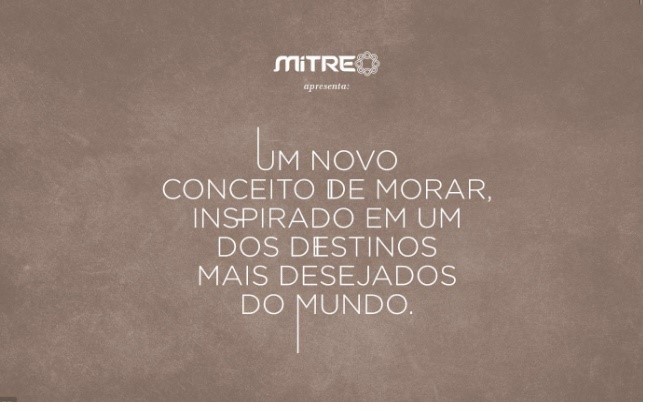 MITRE
apresenta:
UM NOVO
CONCEITO DE MORAR,
INSPIRADO EM UM
DOS DESTINOS
MAIS DESEJADOS
DO MUNDO.